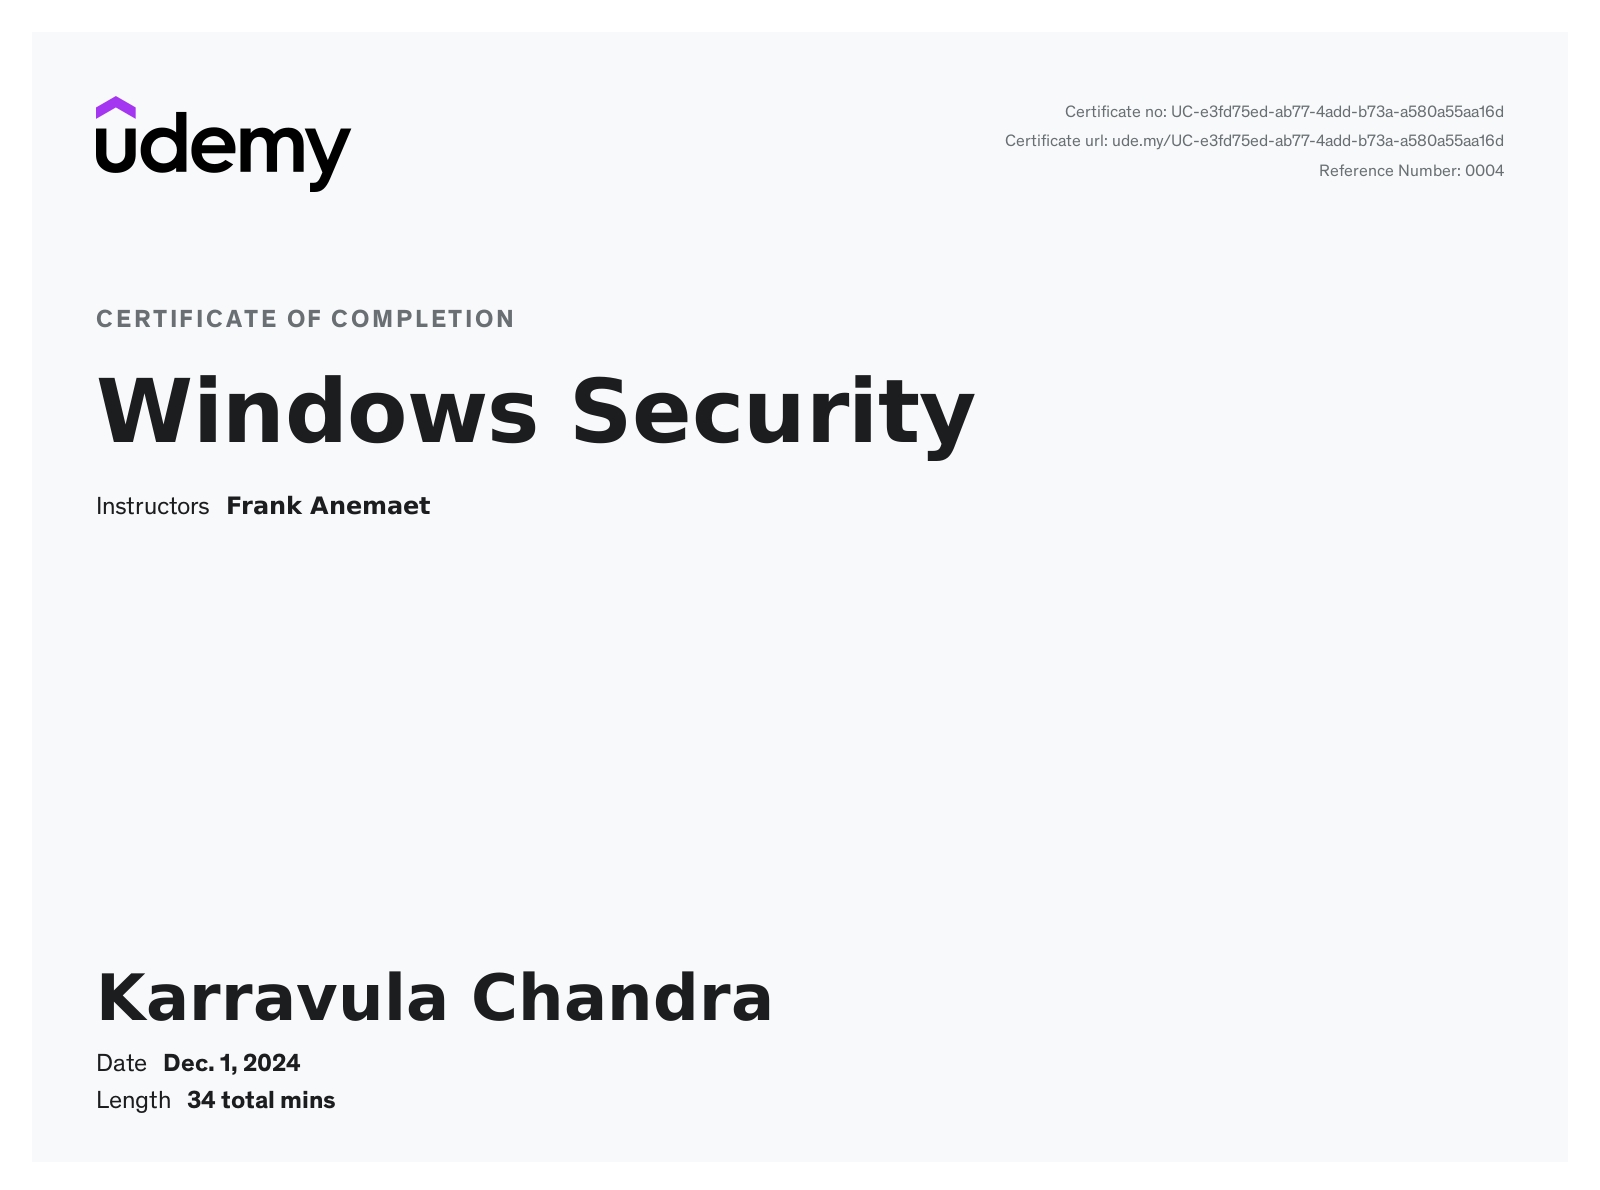 udemy
Certificate no: UC-e3fd75ed-ab77-4add-b73a-a580a55aa16d
Certificate url: ude.my/UC-e3fd75ed-ab77-4add-b73a-a580a55aa16d
Reference Number: 0004
CERTIFICATE OF COMPLETION
Windows Security
Instructors Frank Anemaet
Karravula Chandra
Date Dec. 1, 2024
Length 34 total mins